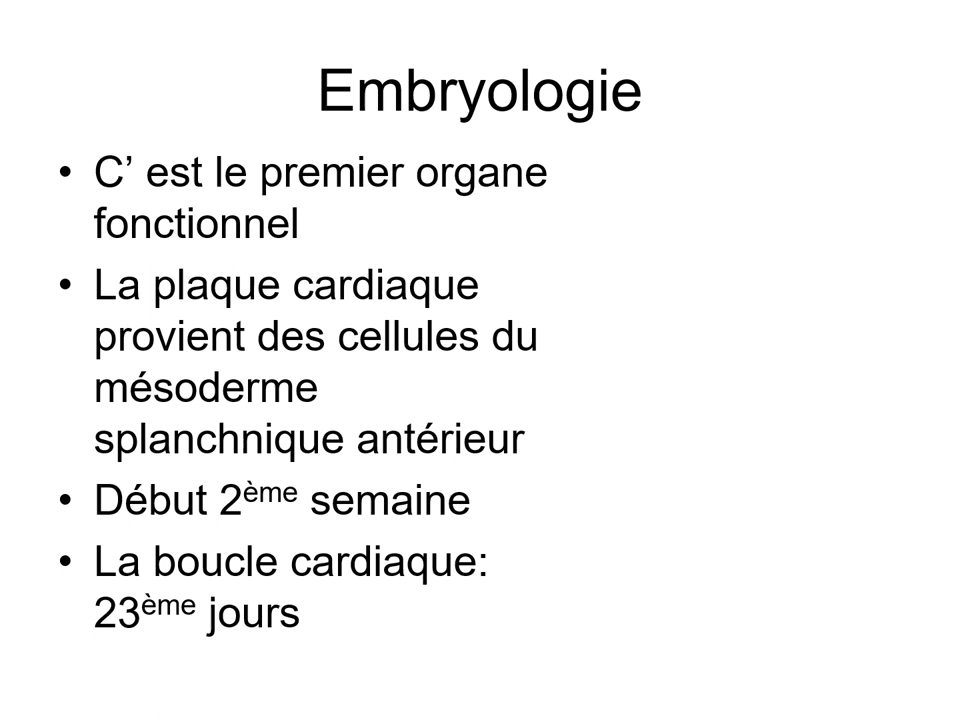 Embryologie
• C’ est le premier organe
fonctionnel
• La plaque cardiaque
provient des cellules du
mésoderme
splanchnique antérieur
• Début 2ème semaine
• La boucle cardiaque:
23ème jours